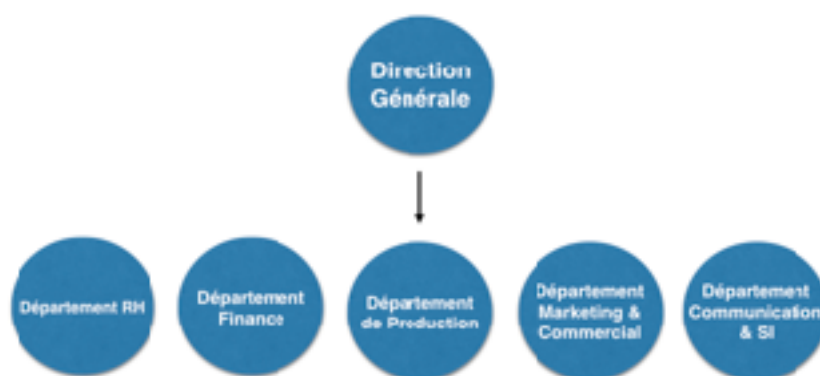 Direction
Générale
Département RH
Département
Finance
Département
de Production
Département
Marketing &
Commercial
Département
Communication
& SI